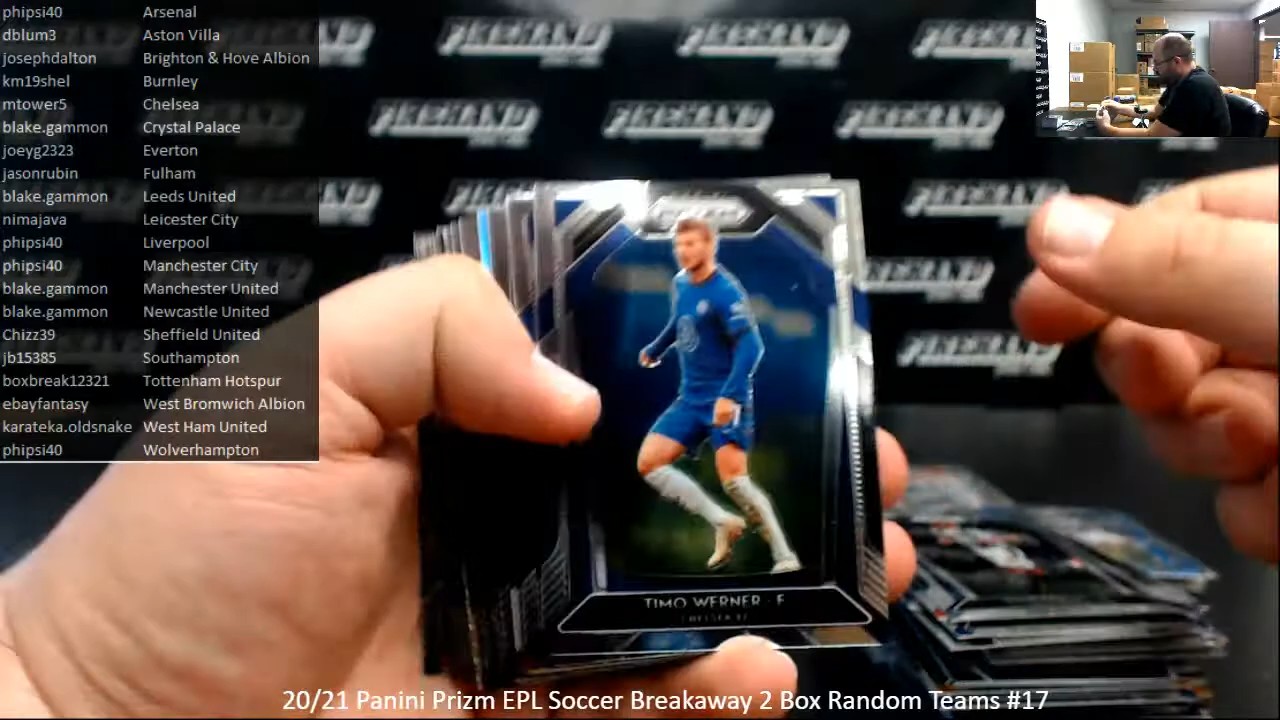 phipsi40 Arsenal
dblum3 Aston Villa
josephdalton Brighton & Hove Albion
km19shel Burnley
mtower5 Chelsea
blake.gammon Crystal Palace
joeyg2323 Everton
jasonrubin Fulham
blake.gammon Leeds United
nimajava Leicester City
phipsi40 Liverpool
phipsi40 Manchester City
blake.gammon Manchester United
blake.gammon Newcastle United
Chizz39 Sheffield United
jb15385 Southampton
boxbreak12321 Tottenham Hotspur
ebayfantasy West Bromwich Albion
karateka.oldsnake West Ham United
phipsi40 Wolverhampton
TIMO WERNER - F
20/21 Panini Prizm EPL Soccer Breakaway 2 Box Random Teams #17